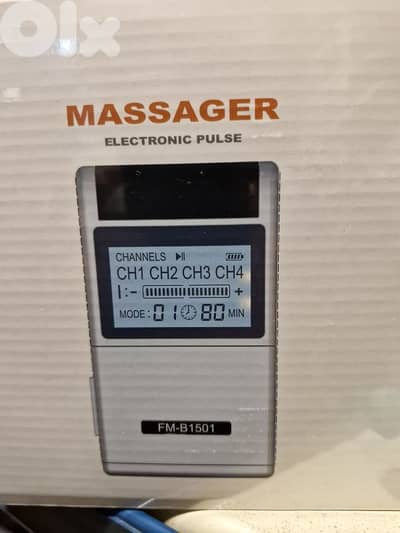 OLX
MASSAGER
ELECTRONIC PULSE
CHANNELS
CH1 CH2 CH3 CH4
I:- +
MODE: 01 80 MIN
FM-B1501